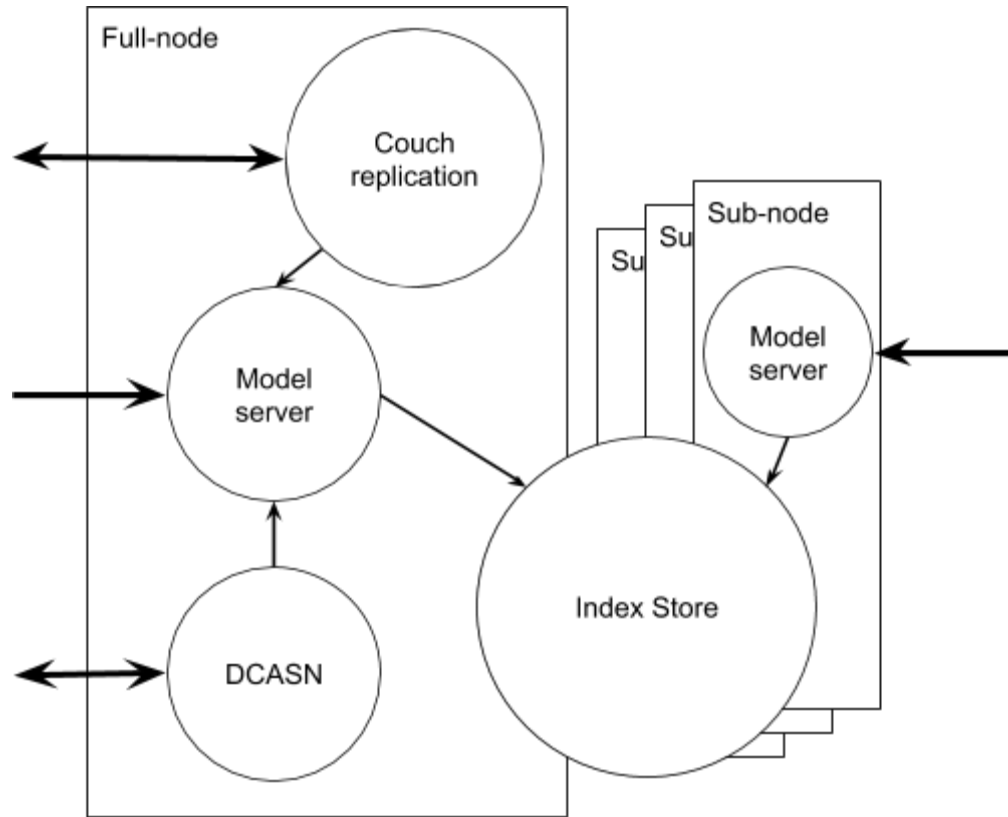 Full-node
Couch
replication
Sub-node
Su
Su
Model
server
Model
server
Index Store
DCASN